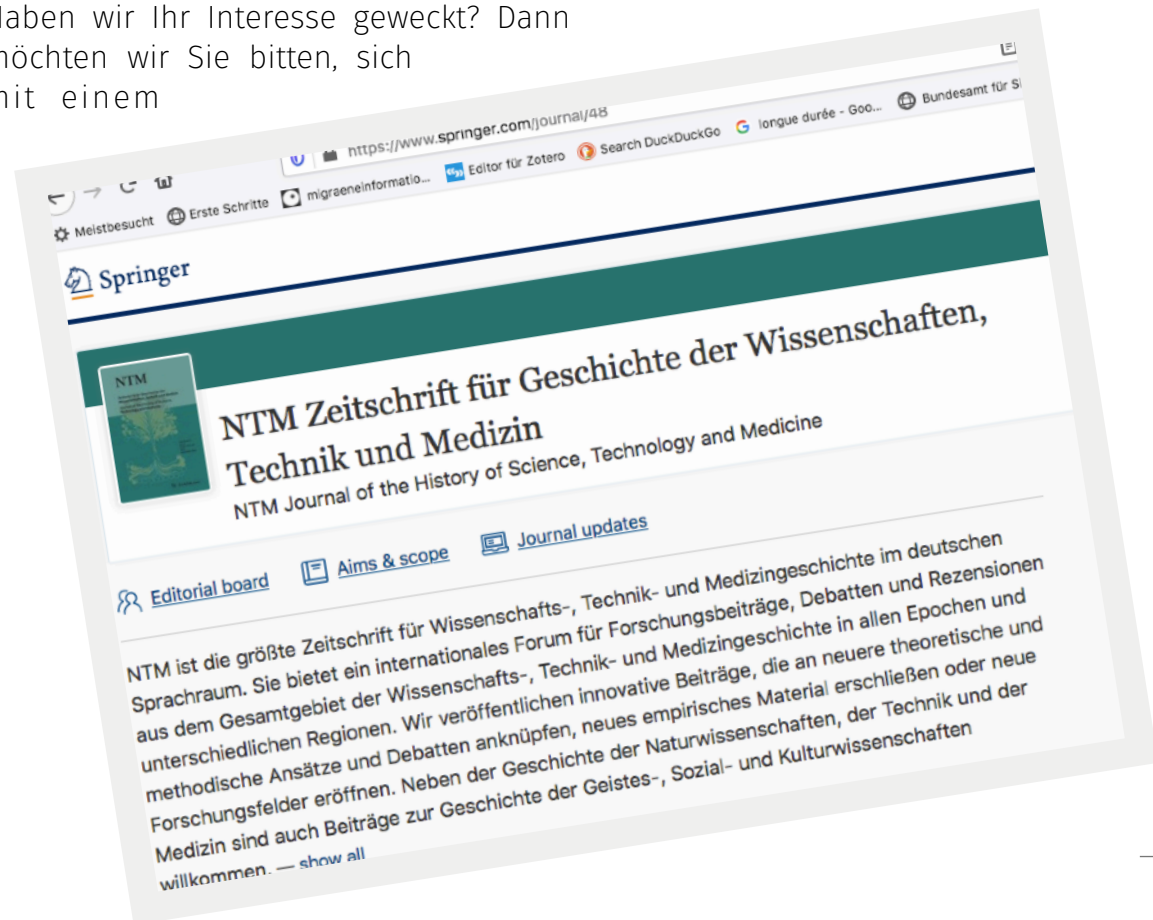 Haben wir Ihr Interesse geweckt? Dann
möchten wir Sie bitten, sich
mit einem
https://www.springer.com/journal/48
Meistbesucht Erste Schritte migraeneinformatio... Editor für Zotero Search DuckDuckGo longue durée - Goo... Bundesamt für
Springer
NTM
NTM Zeitschrift für Geschichte der Wissenschaften,
Technik und Medizin
NTM Journal of the History of Science, Technology and Medicine
Editorial board Aims & scope Journal updates
NTM ist die größte Zeitschrift für Wissenschafts-, Technik- und Medizingeschichte im deutschen
Sprachraum. Sie bietet ein internationales Forum für Forschungsbeiträge, Debatten und Rezensionen
aus dem Gesamtgebiet der Wissenschafts-, Technik- und Medizingeschichte in allen Epochen und
unterschiedlichen Regionen. Wir veröffentlichen innovative Beiträge, die an neuere theoretische und
methodische Ansätze und Debatten anknüpfen, neues empirisches Material erschließen oder neue
Forschungsfelder eröffnen. Neben der Geschichte der Naturwissenschaften, der Technik und der
Medizin sind auch Beiträge zur Geschichte der Geistes-, Sozial- und Kulturwissenschaften
willkommen. — show all